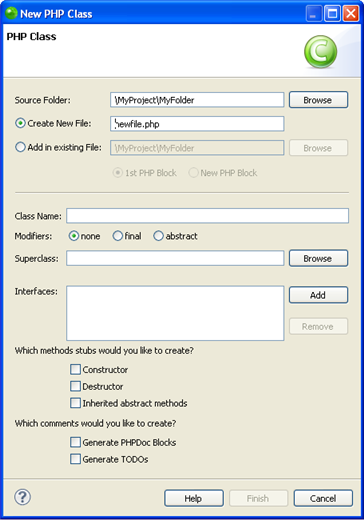 New PHP Class
PHP Class
Source Folder: \MyProject\MyFolder Browse
Create New File: newfile.php
Add in existing File: \MyProject\MyFolder Browse
1st PHP Block New PHP Block
Class Name:
Modifiers: none final abstract
Superclass: Browse
Interfaces: Add
Remove
Which methods stubs would you like to create?
Constructor
Destructor
Inherited abstract methods
Which comments would you like to create?
Generate PHPDoc Blocks
Generate TODOs
Help Finish Cancel